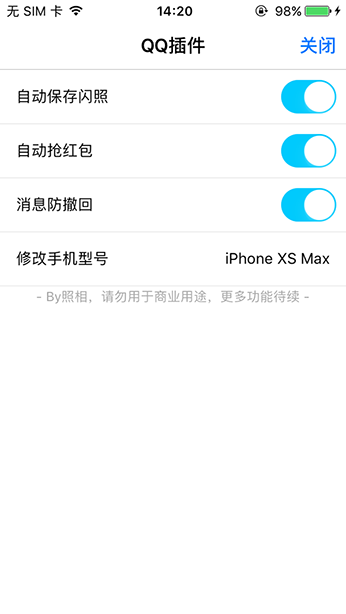 无 SIM 卡 14:20 98%
QQ插件 关闭
自动保存闪照
自动抢红包
消息防撤回
修改手机型号 iPhone XS Max
- By照相，请勿用于商业用途，更多功能待续 -